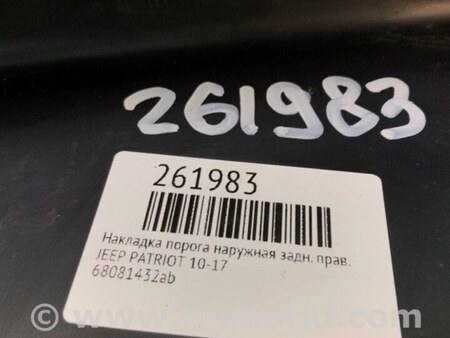 261983
261983
Накладка порога наружная задн. прав.
JEEP PATRIOT 10-17
68081432ab